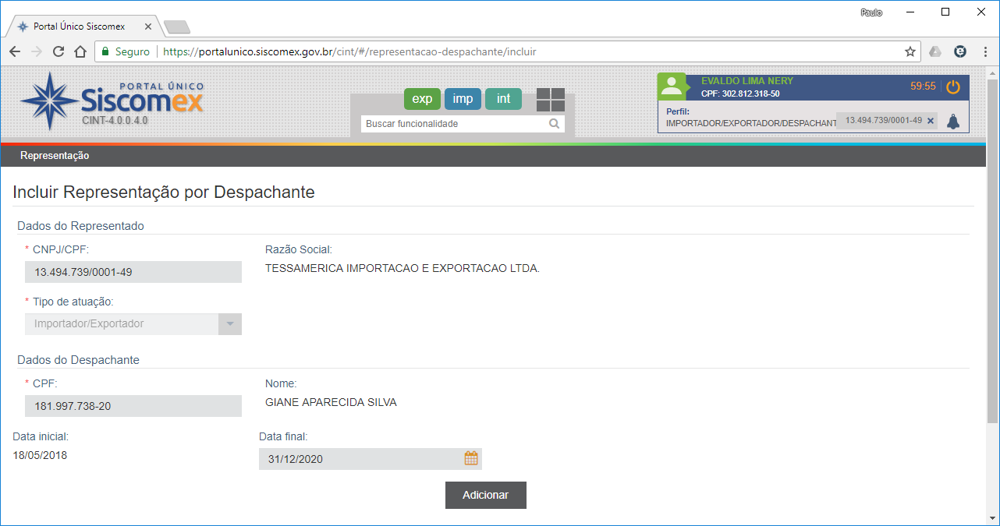 Paulo
Portal Único Siscomex
Seguro
https://portalunico.siscomex.gov.br/cint/#/representacao-despachante/incluir
PORTAL ÚNICO
Siscomex
CINT-4.0.0.4.0
exp imp int
Buscar funcionalidade
EVALDO LIMA NERY
CPF: 302.812.318-50
59:55
Perfil:
IMPORTADOR/EXPORTADOR/DESPACHANT
13.494.739/0001-49
Representação
Incluir Representação por Despachante
Dados do Representado
* CNPJ/CPF:
Razão Social:
13.494.739/0001-49
TESSAMERICA IMPORTACAO E EXPORTACAO LTDA.
* Tipo de atuação:
Importador/Exportador
Dados do Despachante
* CPF:
Nome:
181.997.738-20
GIANE APARECIDA SILVA
Data inicial:
Data final:
18/05/2018
31/12/2020
Adicionar